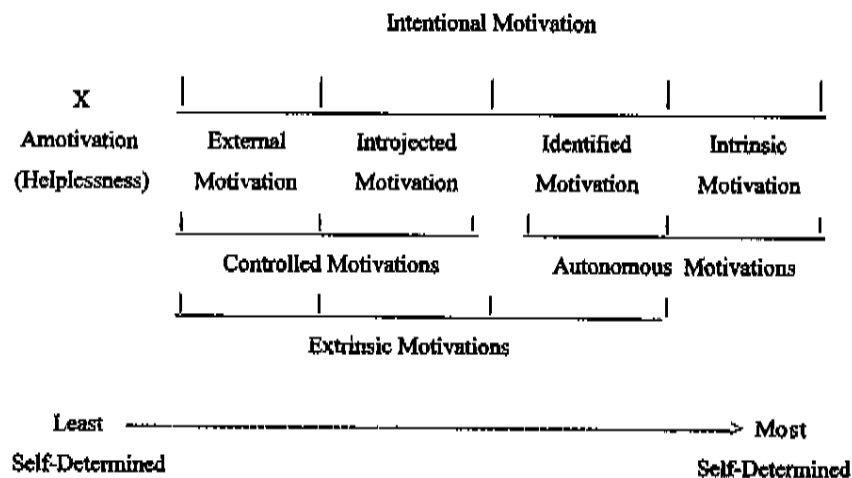 Intentional Motivation
X
Amotivation External Introjected Identified Intrinsic
(Helplessness) Motivation Motivation Motivation Motivation
Controlled Motivations Autonomous Motivations
Extrinsic Motivations
Least Most
Self-Determined Self-Determined